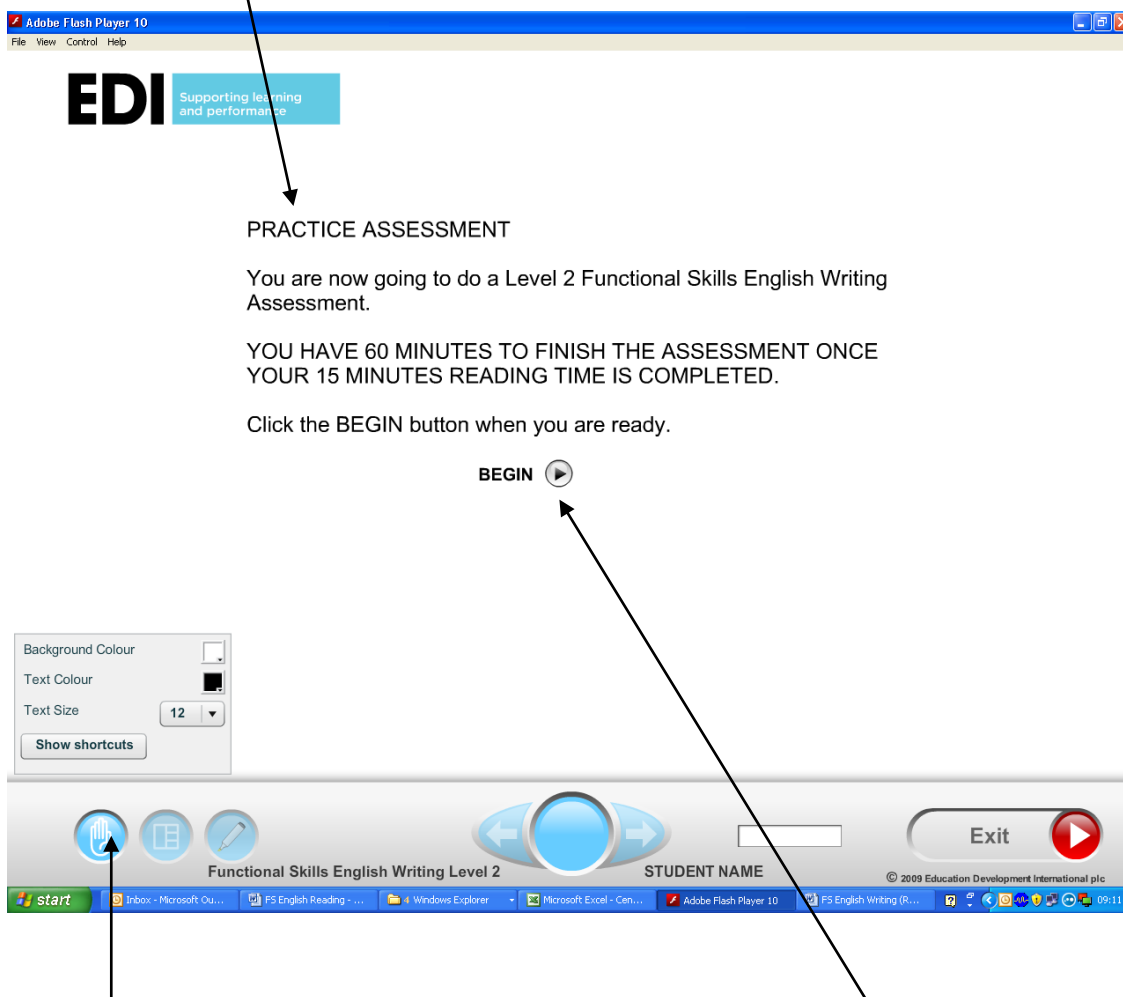 Adobe Flash Player 10
File View Control Help
EDI
Supporting learning
and performance
PRACTICE ASSESSMENT
You are now going to do a Level 2 Functional Skills English Writing
Assessment.
YOU HAVE 60 MINUTES TO FINISH THE ASSESSMENT ONCE
YOUR 15 MINUTES READING TIME IS COMPLETED.
Click the BEGIN button when you are ready.
BEGIN
Background Colour
Text Colour
Text Size 12
Show shortcuts
Exit
Functional Skills English Writing Level 2
STUDENT NAME
© 2009 Education Development International plc
start
Inbox - Microsoft Ou...
FS English Reading - ...
4 Windows Explorer
Microsoft Excel - Cen...
Adobe Flash Player 10
FS English Writing (R...
09:11